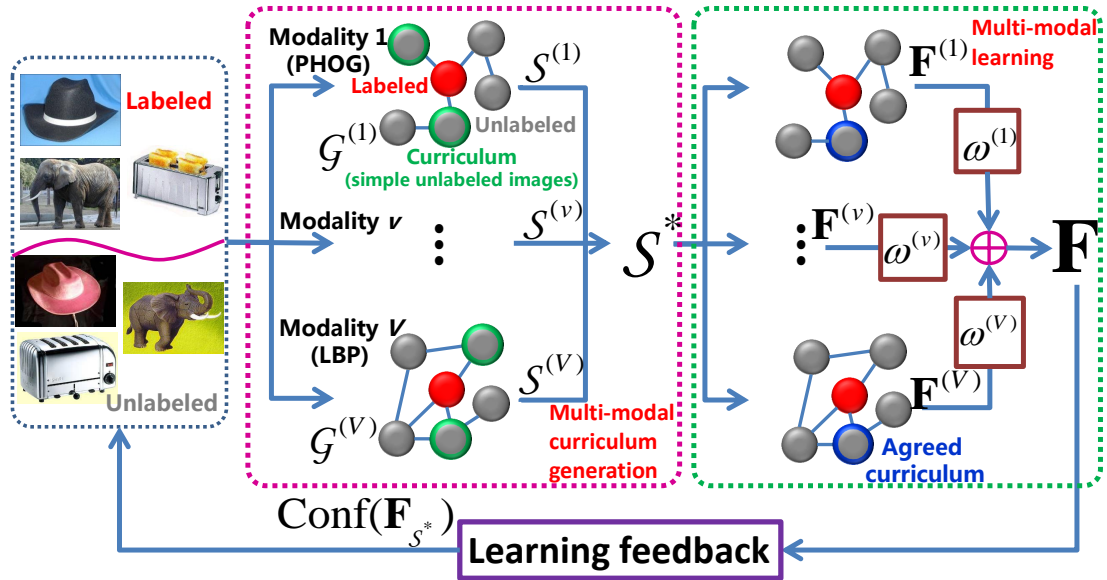 Labeled
Unlabeled
Modality 1
(PHOG)
Labeled
Unlabeled
𝒢^(1)
𝒮^(1)
Curriculum
(simple unlabeled images)
Modality v
⋮
𝒮^(v)
Modality V
(LBP)
𝒢^(V)
𝒮^(V)
Multi-modal
curriculum
generation
𝒮*
Multi-modal
learning
F^(1)
ω^(1)
⋮
F^(v)
ω^(v)
⊕
F
ω^(V)
F^(V)
Agreed
curriculum
Conf(F_𝒮*)
Learning feedback